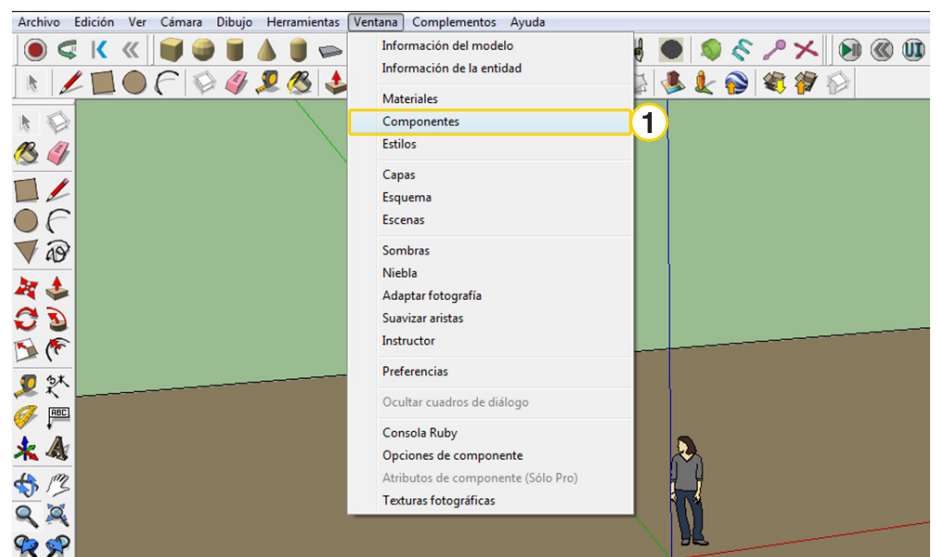 Archivo Edición Ver Cámara Dibujo Herramientas Ventana Complementos Ayuda
Información del modelo
Información de la entidad
Materiales
Componentes 1
Estilos
Capas
Esquema
Escenas
Sombras
Niebla
Adaptar fotografía
Suavizar aristas
Instructor
Preferencias
Ocultar cuadros de diálogo
Consola Ruby
Opciones de componente
Atributos de componente (Sólo Pro)
Texturas fotográficas
ABC